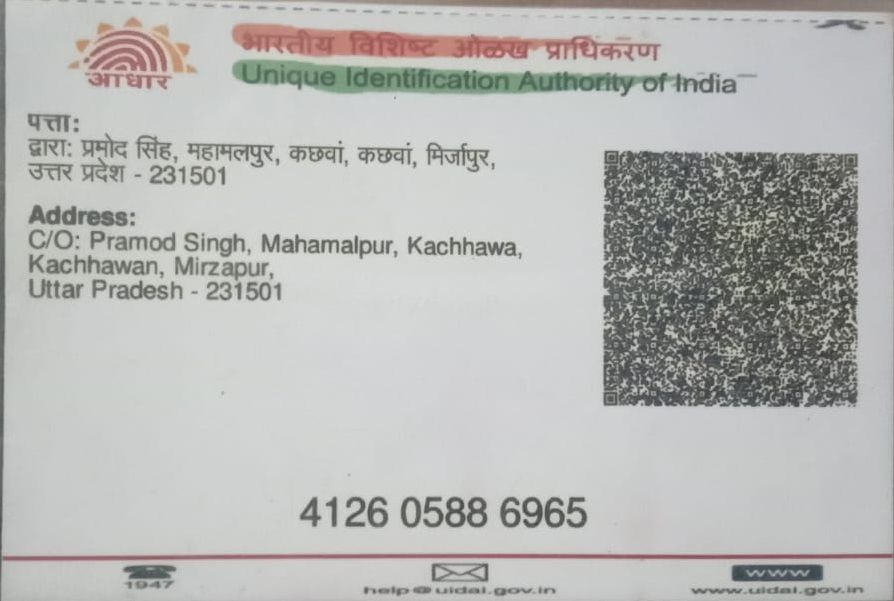 भारतीय विशिष्ट ओळख प्राधिकरण
Unique Identification Authority of India
आधार
पत्ता:
द्वारा: प्रमोद सिंह, महामलपुर, कछवां, कछवां, मिर्जापुर,
उत्तर प्रदेश - 231501
Address:
C/O: Pramod Singh, Mahamalpur, Kachhawa,
Kachhawan, Mirzapur,
Uttar Pradesh - 231501
4126 0588 6965
1947
help@uidai.gov.in
www
www.uidai.gov.in